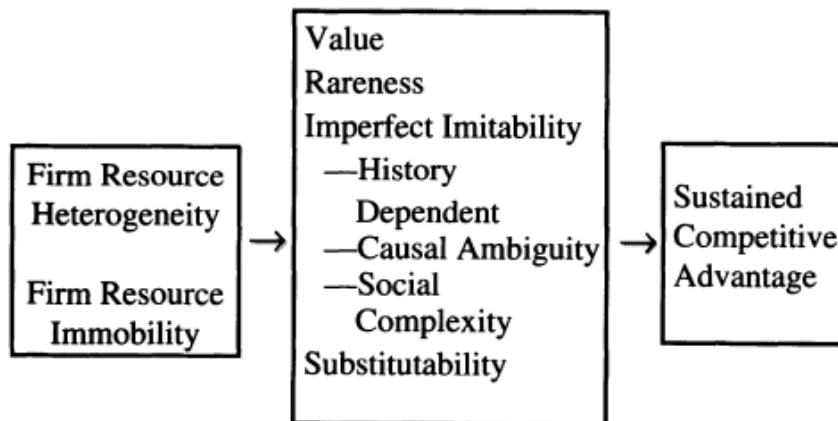 Firm Resource
Heterogeneity
Firm Resource
Immobility
Value
Rareness
Imperfect Imitability
—History
Dependent
—Causal Ambiguity
—Social
Complexity
Substitutability
Sustained
Competitive
Advantage